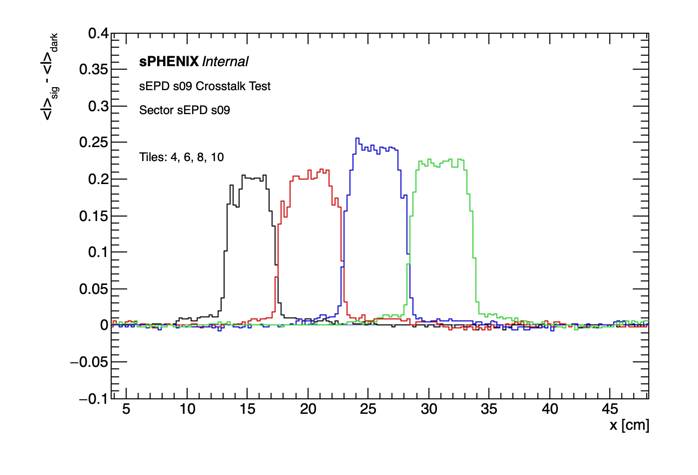 <I>sig - <I>dark
0.4
sPHENIX Internal
0.35
sEPD s09 Crosstalk Test
0.3
Sector sEPD s09
0.25
Tiles: 4, 6, 8, 10
0.2
0.15
0.1
0.05
0
−0.05
−0.1
5 10 15 20 25 30 35 40 45
x [cm]